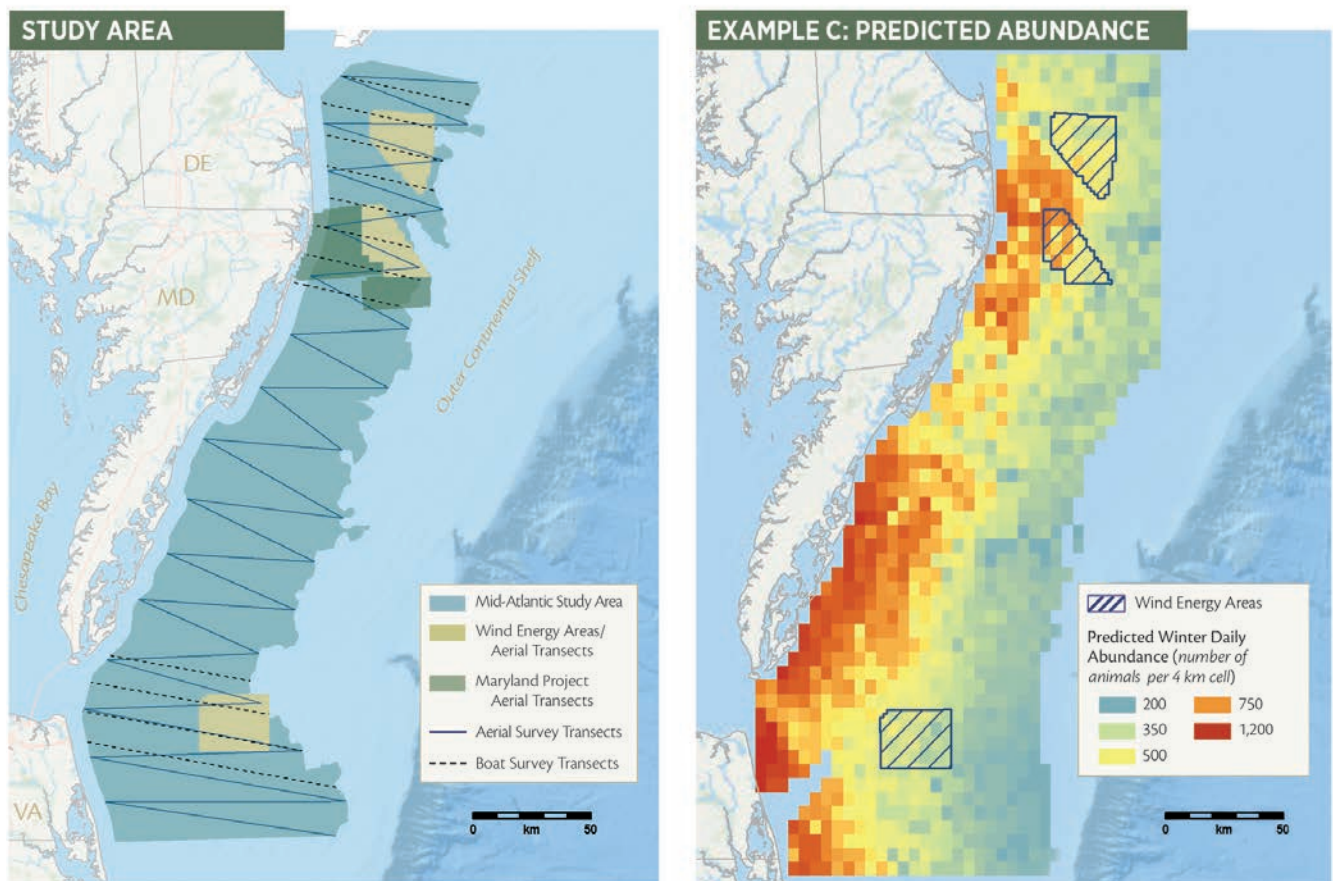 STUDY AREA
DE
MD
VA
Chesapeake Bay
Outer Continental Shelf
Mid-Atlantic Study Area
Wind Energy Areas/
Aerial Transects
Maryland Project
Aerial Transects
Aerial Survey Transects
Boat Survey Transects
0 km 50
EXAMPLE C: PREDICTED ABUNDANCE
Wind Energy Areas
Predicted Winter Daily
Abundance (number of
animals per 4 km cell)
200 750
350 1,200
500
0 km 50